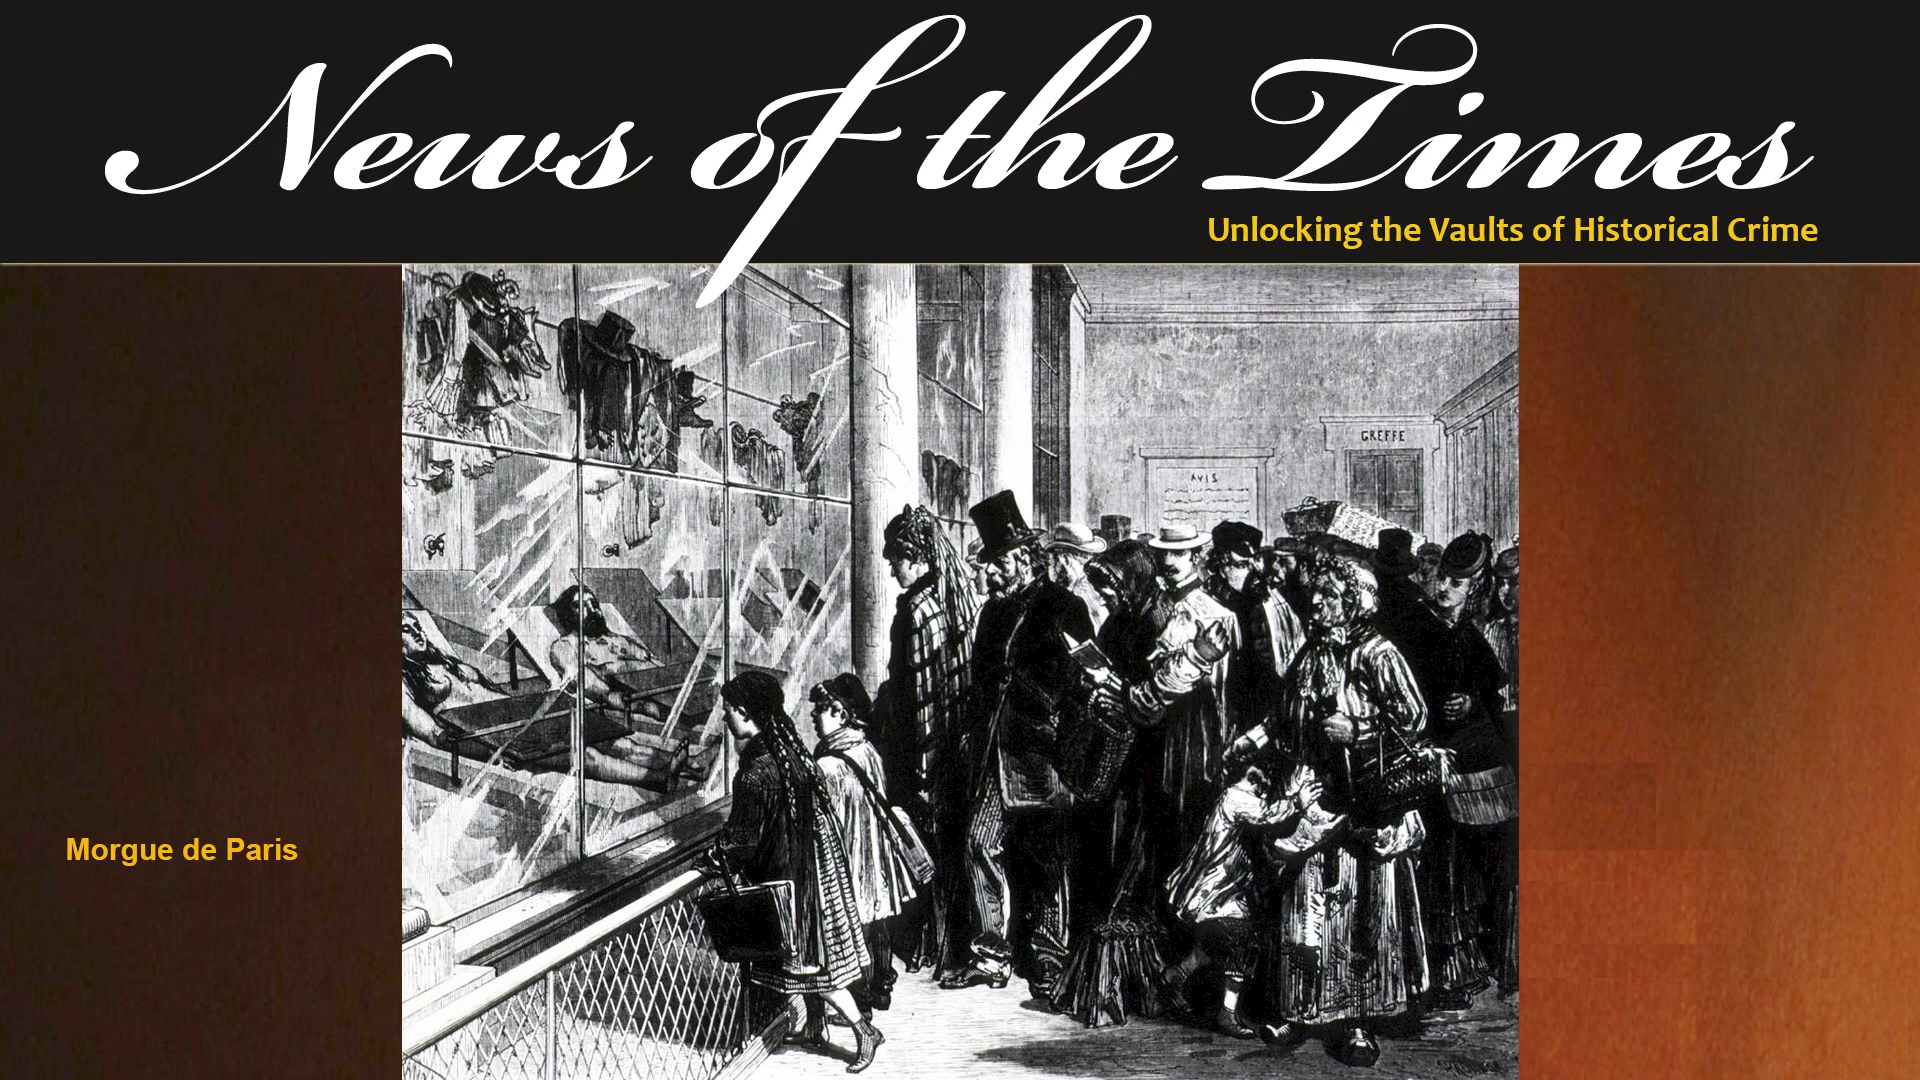 News of the Times
Unlocking the Vaults of Historical Crime
GREFFE
AVIS
Morgue de Paris